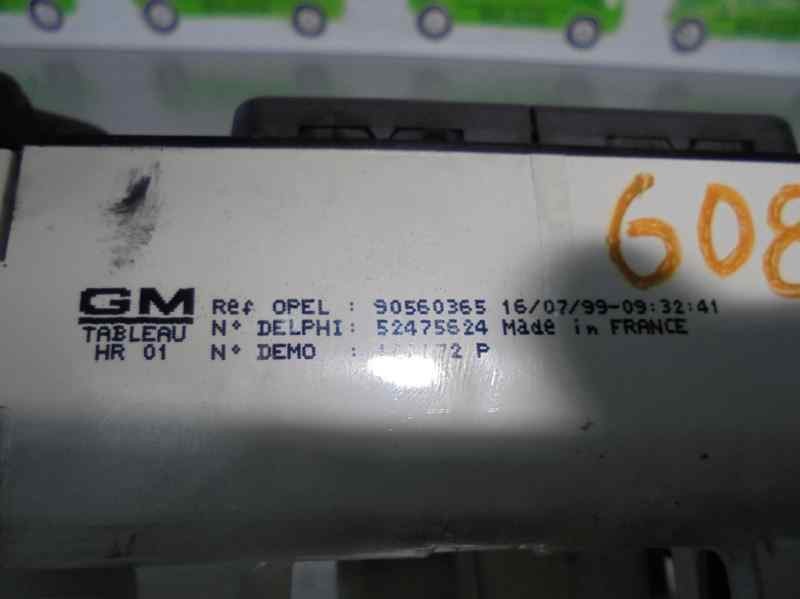 608
GM Ref OPEL : 90560365 16/07/99-09:32:41
TABLEAU N° DELPHI: 52475624 Made in FRANCE
HR 01 N° DEMO : P